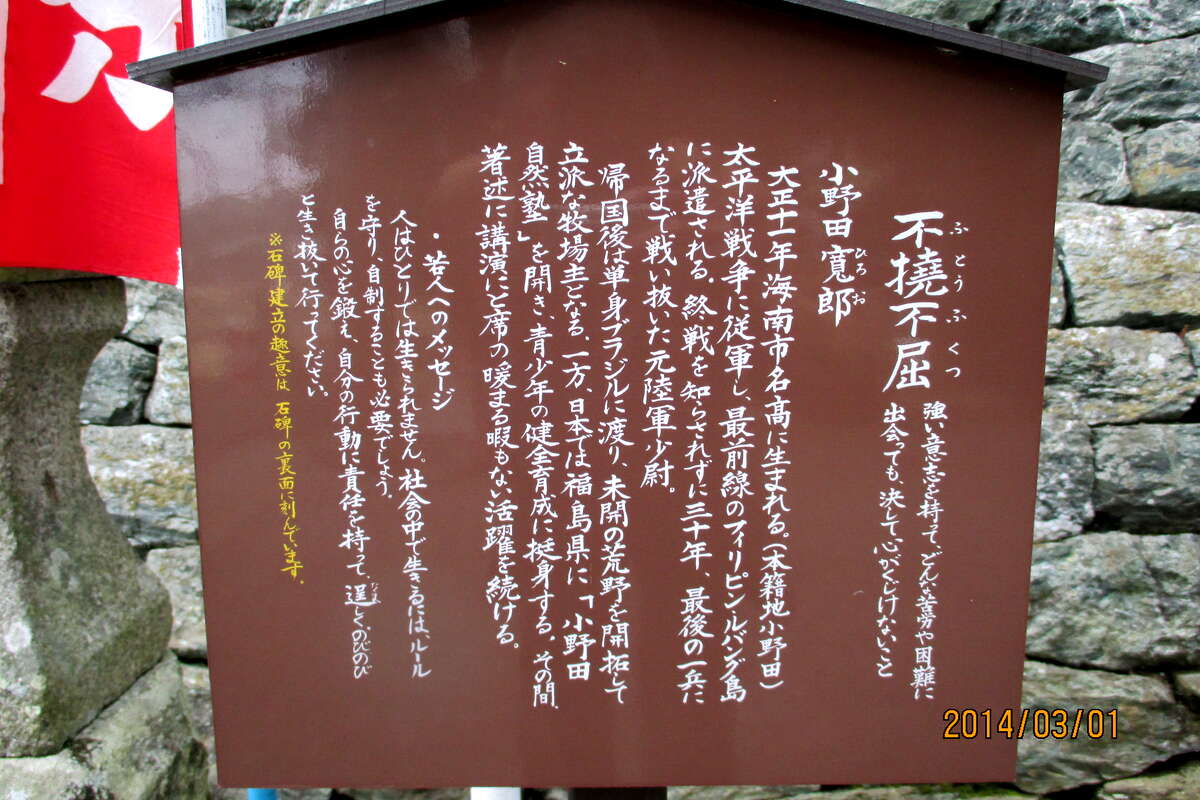 不撓不屈
ふとうふくつ
強い意志を持って、どんな苦労や困難に
出会っても、決して心がくじけないこと
小野田寛郎
ひろお
大正十一年海南市名高に生まれる。(本籍地小野田)
太平洋戦争に従軍し、最前線のフィリピン・ルバング島
に派遣される。終戦を知らされずに三十年、最後の一兵に
なるまで戦い抜いた元陸軍少尉。
帰国後は単身ブラジルに渡り、未開の荒野を開拓して
立派な牧場主となる。一方、日本では福島県に「小野田
自然塾」を開き、青少年の健全育成に挺身する。その間、
著述に講演にと席の暖まる暇もない活躍を続ける。
・若人へのメッセージ
人はひとりでは生きられません。社会の中で生きるには、ルール
を守り、自制することも必要でしょう。
自らの心を鍛え、自分の行動に責任を持って、逞しく、のびのび
たくま
と生き抜いて行ってください。
※石碑建立の趣意は、石碑の裏面に刻んでいます。
2014/03/01